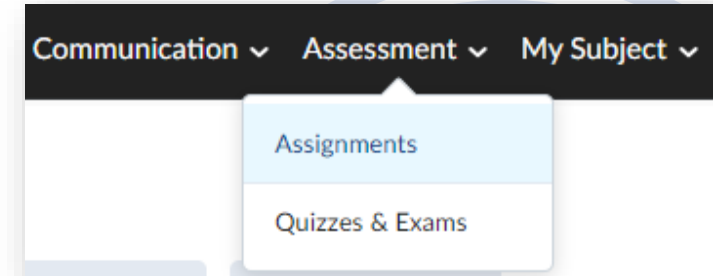 Communication Assessment My Subject
Assignments
Quizzes & Exams